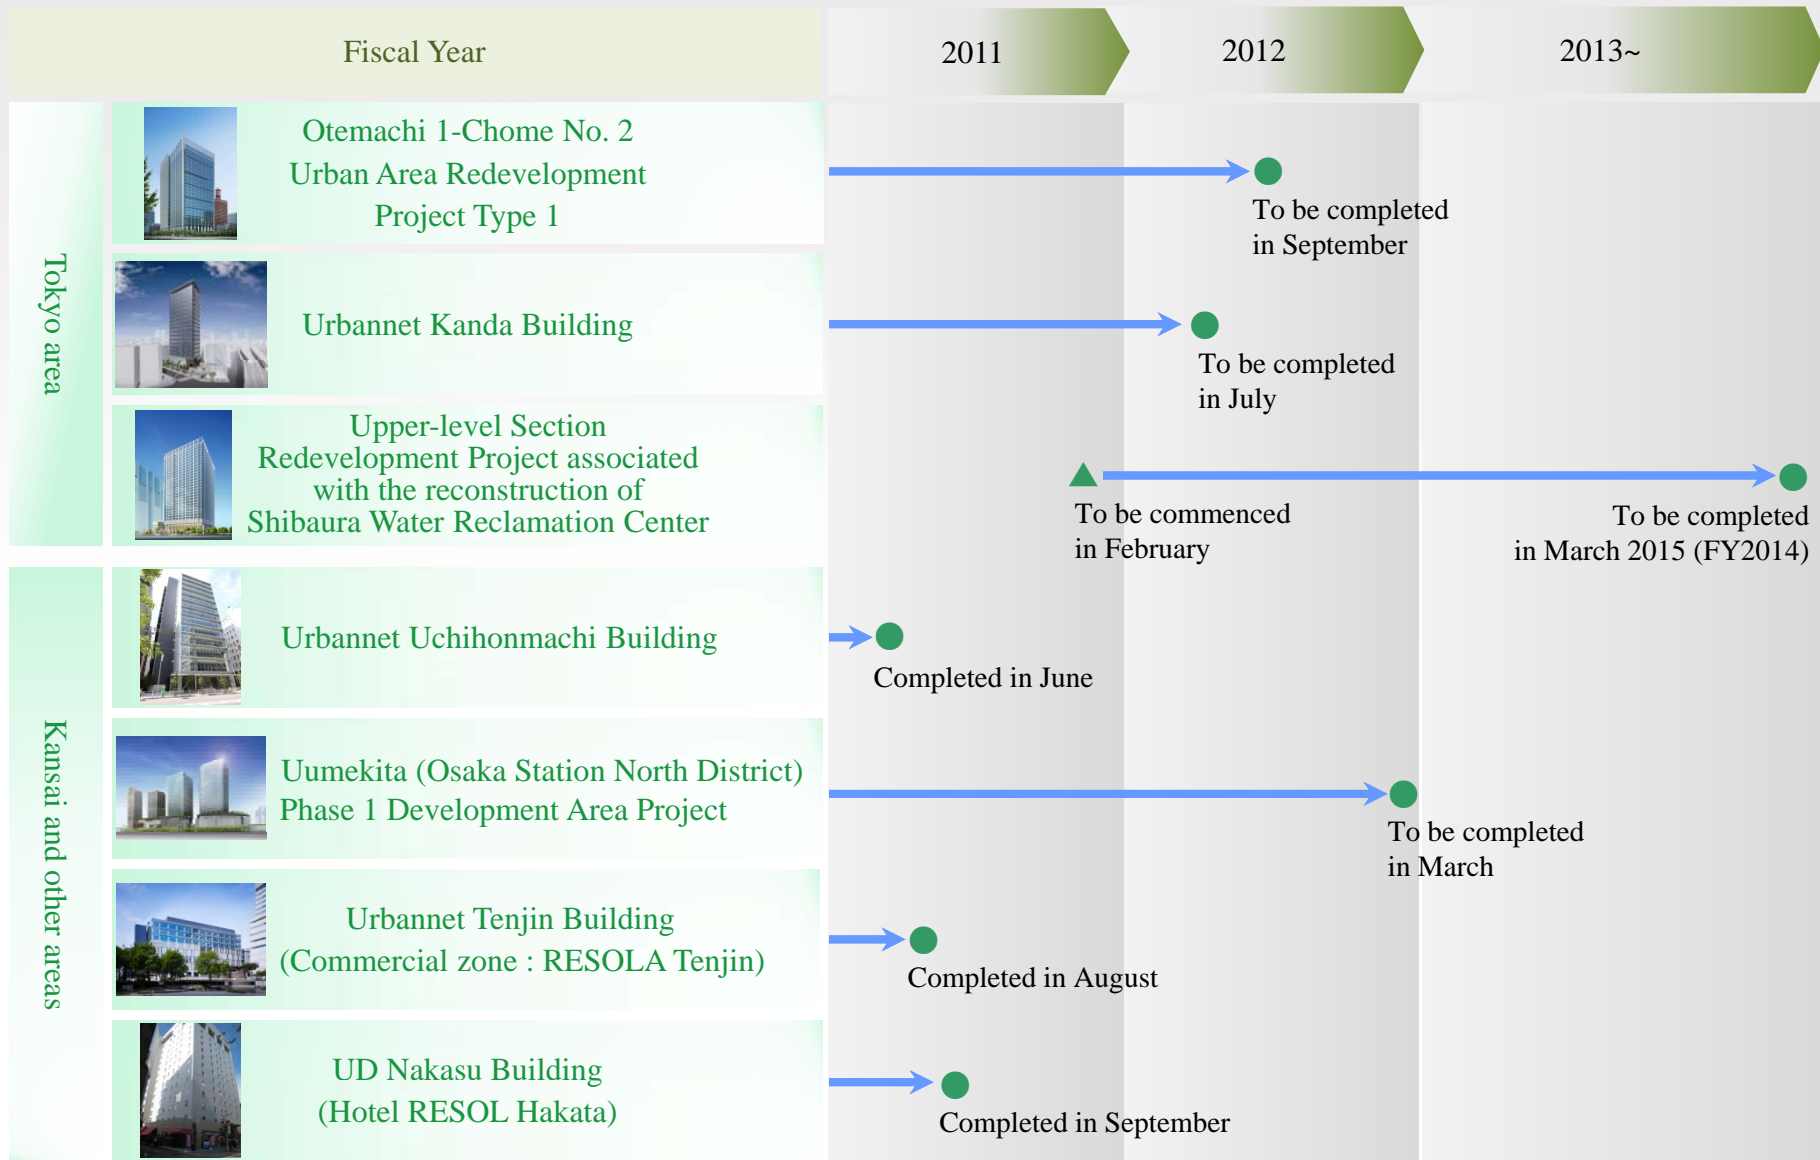 Fiscal Year
2011
2012
2013~
Tokyo area
Otemachi 1-Chome No. 2
Urban Area Redevelopment
Project Type 1
To be completed
in September
Urbannet Kanda Building
To be completed
in July
Upper-level Section
Redevelopment Project associated
with the reconstruction of
Shibaura Water Reclamation Center
To be commenced
in February
To be completed
in March 2015 (FY2014)
Kansai and other areas
Urbannet Uchihonmachi Building
Completed in June
Uumekita (Osaka Station North District)
Phase 1 Development Area Project
To be completed
in March
Urbannet Tenjin Building
(Commercial zone : RESOLA Tenjin)
Completed in August
UD Nakasu Building
(Hotel RESOL Hakata)
Completed in September